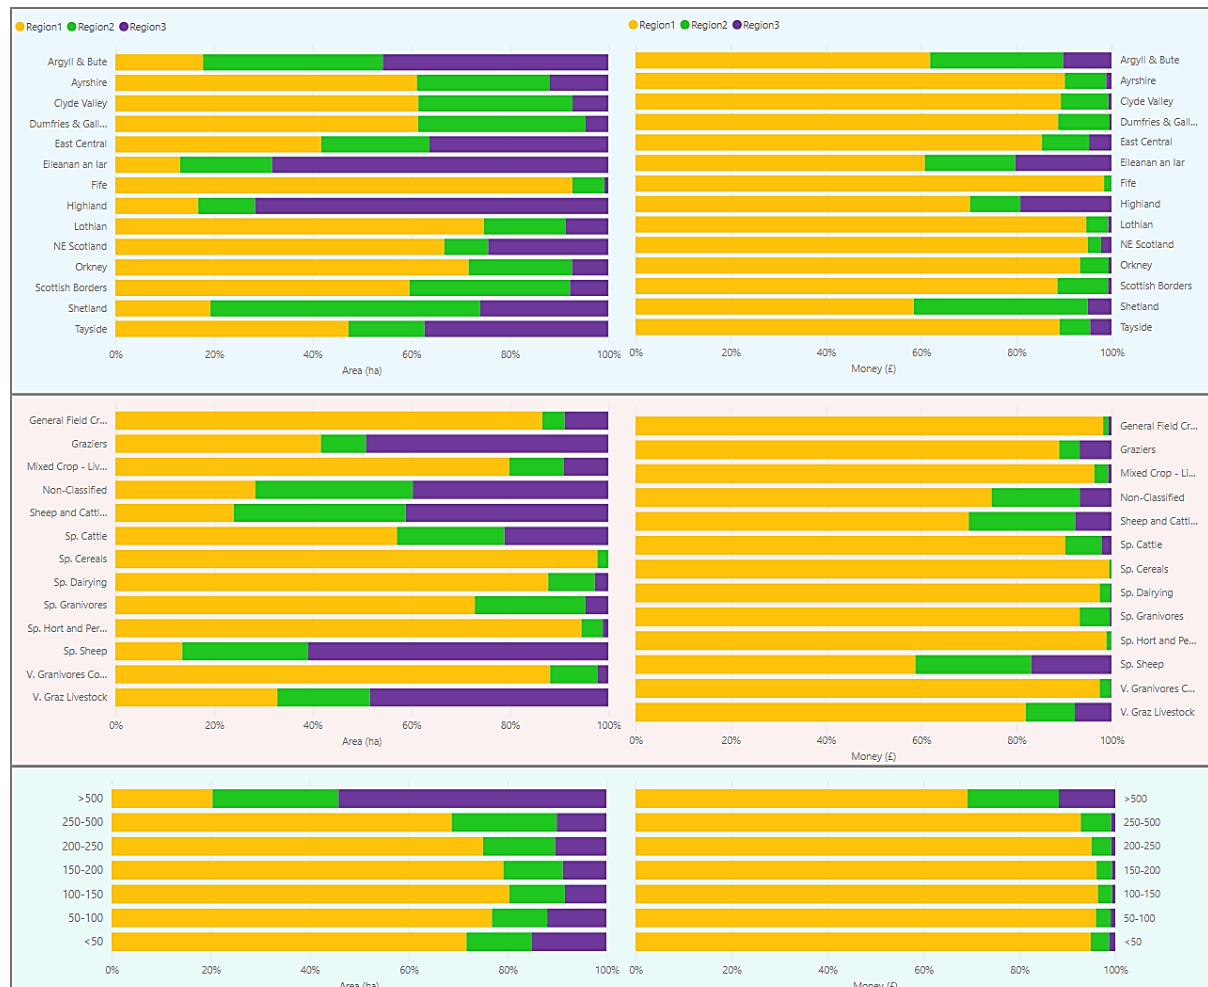 Region1 Region2 Region3
Argyll & Bute
Ayrshire
Clyde Valley
Dumfries & Gall...
East Central
Eileanan an Iar
Fife
Highland
Lothian
NE Scotland
Orkney
Scottish Borders
Shetland
Tayside
0% 20% 40% 60% 80% 100%
Area (ha)
Region1 Region2 Region3
Argyll & Bute
Ayrshire
Clyde Valley
Dumfries & Gall...
East Central
Eileanan an Iar
Fife
Highland
Lothian
NE Scotland
Orkney
Scottish Borders
Shetland
Tayside
0% 20% 40% 60% 80% 100%
Money (£)
General Field Cr...
Graziers
Mixed Crop - Liv...
Non-Classified
Sheep and Cattl...
Sp. Cattle
Sp. Cereals
Sp. Dairying
Sp. Granivores
Sp. Hort and Per...
Sp. Sheep
V. Granivores Co...
V. Graz Livestock
0% 20% 40% 60% 80% 100%
Area (ha)
General Field Cr...
Graziers
Mixed Crop - Li...
Non-Classified
Sheep and Cattl...
Sp. Cattle
Sp. Cereals
Sp. Dairying
Sp. Granivores
Sp. Hort and Pe...
Sp. Sheep
V. Granivores C...
V. Graz Livestock
0% 20% 40% 60% 80% 100%
Money (£)
>500
250-500
200-250
150-200
100-150
50-100
<50
0% 20% 40% 60% 80% 100%
Area (ha)
>500
250-500
200-250
150-200
100-150
50-100
<50
0% 20% 40% 60% 80% 100%
Money (£)